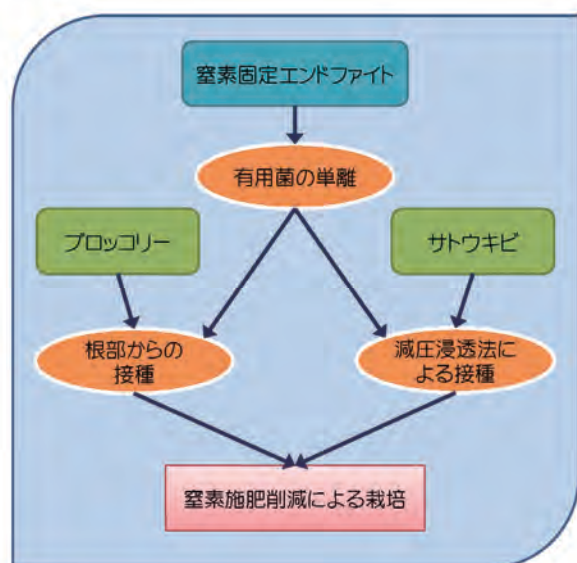 窒素固定エンドファイト
有用菌の単離
ブロッコリー
サトウキビ
根部からの
接種
減圧浸透法に
よる接種
窒素施肥削減による栽培